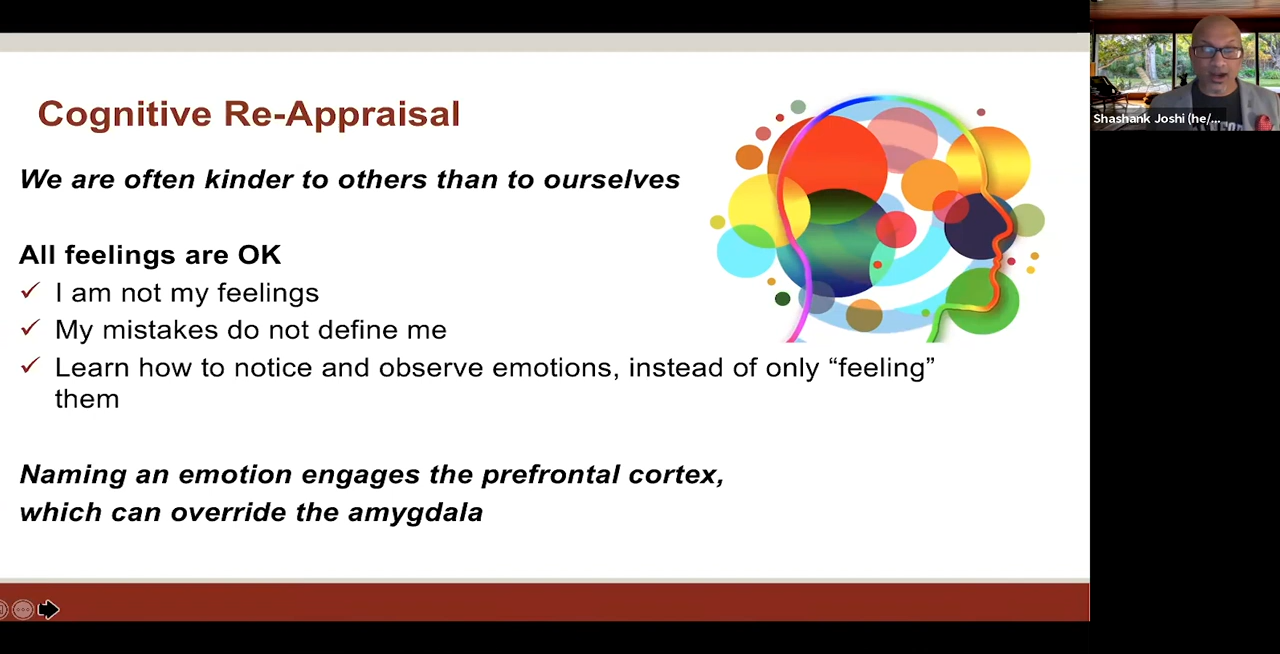 Cognitive Re-Appraisal
We are often kinder to others than to ourselves
All feelings are OK
✓ I am not my feelings
✓ My mistakes do not define me
✓ Learn how to notice and observe emotions, instead of only “feeling”
them
Naming an emotion engages the prefrontal cortex,
which can override the amygdala
Shashank Joshi (he/...